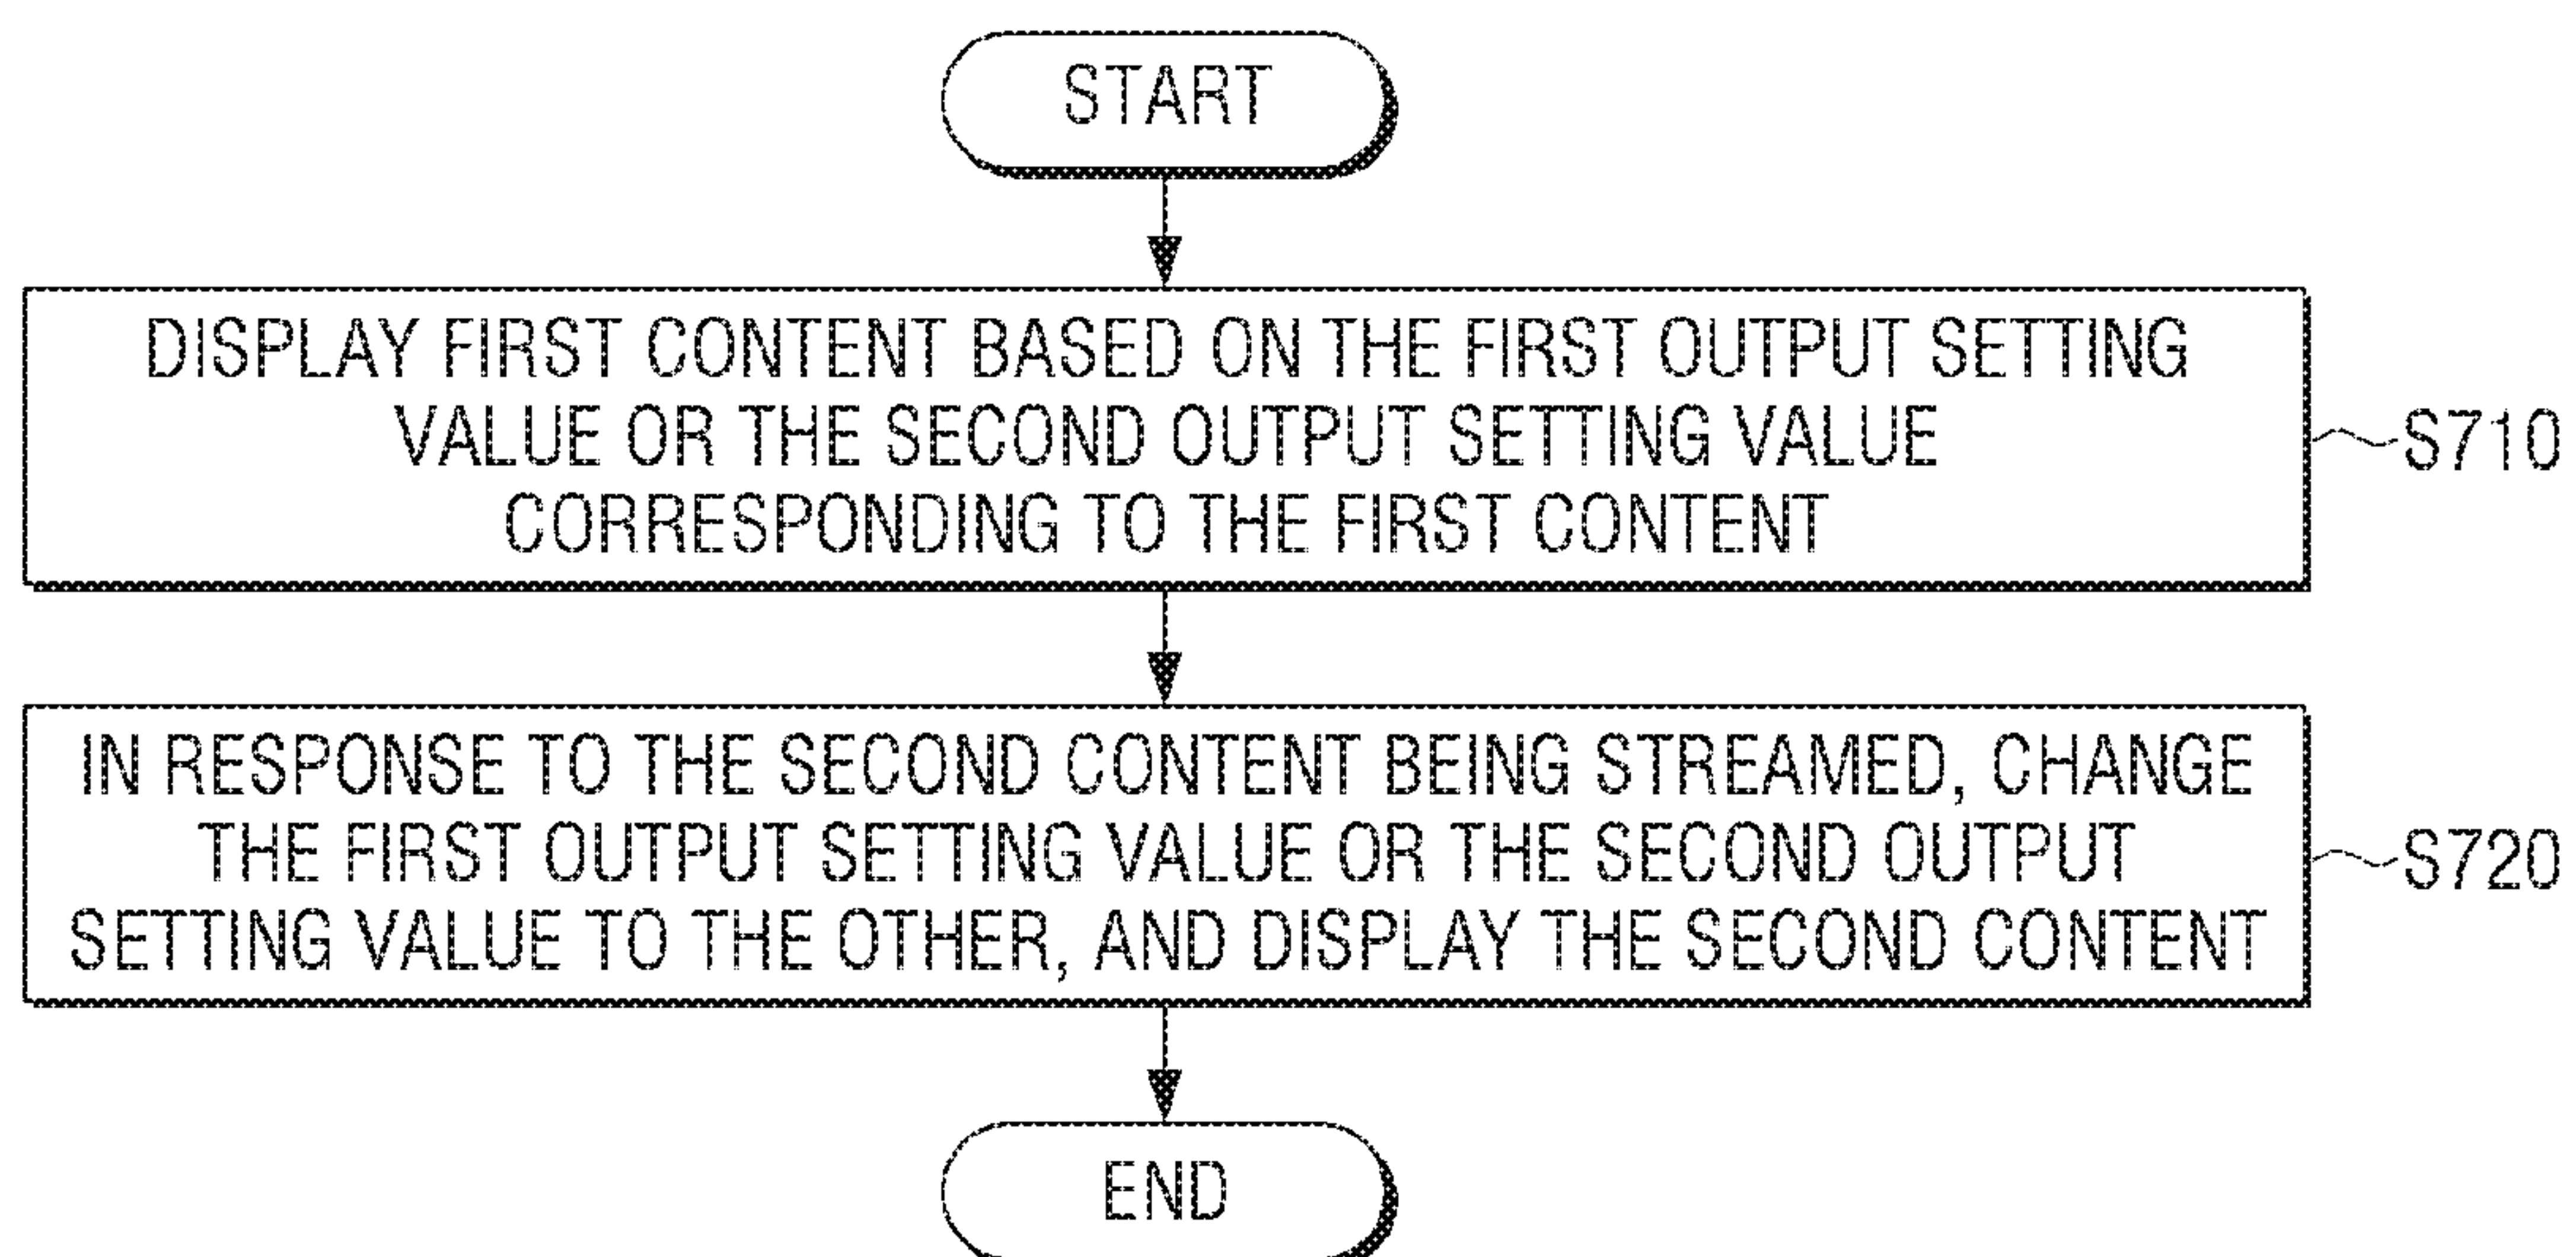 START
DISPLAY FIRST CONTENT BASED ON THE FIRST OUTPUT SETTING
VALUE OR THE SECOND OUTPUT SETTING VALUE
CORRESPONDING TO THE FIRST CONTENT
S710
IN RESPONSE TO THE SECOND CONTENT BEING STREAMED, CHANGE
THE FIRST OUTPUT SETTING VALUE OR THE SECOND OUTPUT
SETTING VALUE TO THE OTHER, AND DISPLAY THE SECOND CONTENT
S720
END